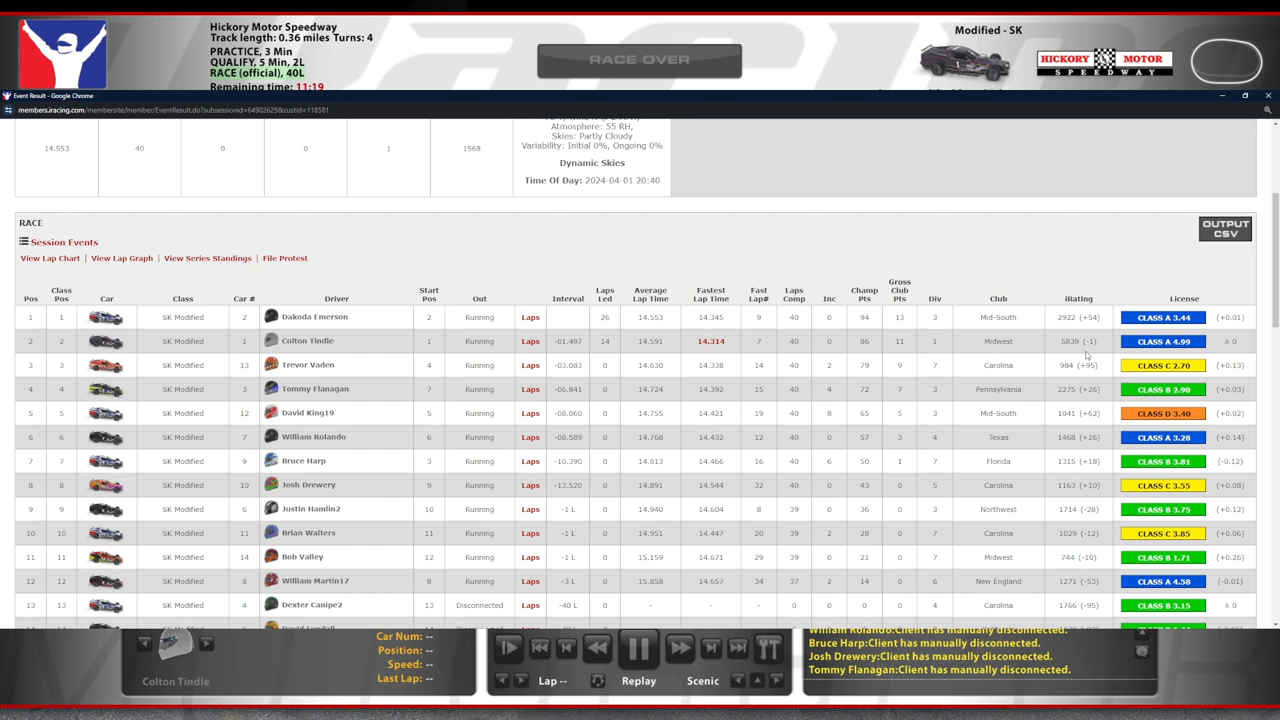 Hickory Motor Speedway
Track length: 0.36 miles Turns: 4
PRACTICE, 3 Min
QUALIFY, 5 Min, 2L
RACE (official), 40L
Remaining time: 11:19
RACE OVER
Modified - SK
HICKORY MOTOR
SPEEDWAY
Event Result - Google Chrome
members.iracing.com/membersite/member/EventResult.do?subsessionid=64902629&custid=118581
Atmosphere: 55 RH,
Skies: Partly Cloudy
Variability: Initial 0%, Ongoing 0%
14.553 40 0 0 1 1568
Dynamic Skies
Time Of Day: 2024-04-01 20:40
RACE
OUTPUT
CSV
Session Events
View Lap Chart | View Lap Graph | View Series Standings | File Protest
Pos Class Pos Car Class Car # Driver Start Pos Out Interval Laps Led Average Lap Time Fastest Lap Time Fast Lap# Laps Comp Inc Champ Pts Gross Club Pts Div Club iRating License
1 1 SK Modified 2 Dakoda Emerson 2 Running Laps 26 14.553 14.345 9 40 0 94 13 3 Mid-South 2922 (+54) CLASS A 3.44 (+0.01)
2 2 SK Modified 1 Colton Tindle 1 Running Laps -01.497 14 14.591 14.314 7 40 0 86 11 1 Midwest 5839 (-1) CLASS A 4.99 ± 0
3 3 SK Modified 13 Trevor Vaden 4 Running Laps -03.083 0 14.630 14.338 14 40 2 79 9 7 Carolina 984 (+95) CLASS C 2.70 (+0.13)
4 4 SK Modified 4 Tommy Flanagan 7 Running Laps -06.841 0 14.724 14.392 15 40 4 72 7 3 Pennsylvania 2275 (+26) CLASS B 2.90 (+0.03)
5 5 SK Modified 12 David King19 5 Running Laps -08.060 0 14.755 14.421 19 40 8 65 5 3 Mid-South 1041 (+62) CLASS D 3.40 (+0.02)
6 6 SK Modified 7 William Rolando 6 Running Laps -08.589 0 14.768 14.432 12 40 0 57 3 4 Texas 1468 (+26) CLASS A 3.28 (+0.14)
7 7 SK Modified 9 Bruce Harp 3 Running Laps -10.390 0 14.813 14.466 16 40 6 50 1 7 Florida 1315 (+18) CLASS B 3.81 (-0.12)
8 8 SK Modified 10 Josh Drewery 9 Running Laps -13.520 0 14.891 14.544 32 40 0 43 0 5 Carolina 1163 (+10) CLASS C 3.55 (+0.08)
9 9 SK Modified 6 Justin Hamlin2 10 Running Laps -1 L 0 14.940 14.604 8 39 0 36 0 3 Northwest 1714 (-28) CLASS B 3.75 (+0.12)
10 10 SK Modified 11 Brian Walters 11 Running Laps -1 L 0 14.951 14.447 20 39 2 28 0 7 Carolina 1029 (-12) CLASS C 3.85 (+0.06)
11 11 SK Modified 14 Bob Valley 12 Running Laps -1 L 0 15.159 14.671 29 39 0 21 0 7 Midwest 744 (-10) CLASS B 1.71 (+0.26)
12 12 SK Modified 8 William Martin17 8 Running Laps -3 L 0 15.858 14.657 34 37 2 14 0 6 New England 1271 (-53) CLASS A 4.58 (-0.01)
13 13 SK Modified 4 Dexter Canipe2 13 Disconnected Laps -40 L 0 - - - 0 0 0 0 4 Carolina 1766 (-95) CLASS B 3.15 ± 0
Colton Tindle
Car Num: --
Position: --
Speed: --
Last Lap: --
Lap --
Replay
Scenic
William Rolando:Client has manually disconnected.
Bruce Harp:Client has manually disconnected.
Josh Drewery:Client has manually disconnected.
Tommy Flanagan:Client has manually disconnected.